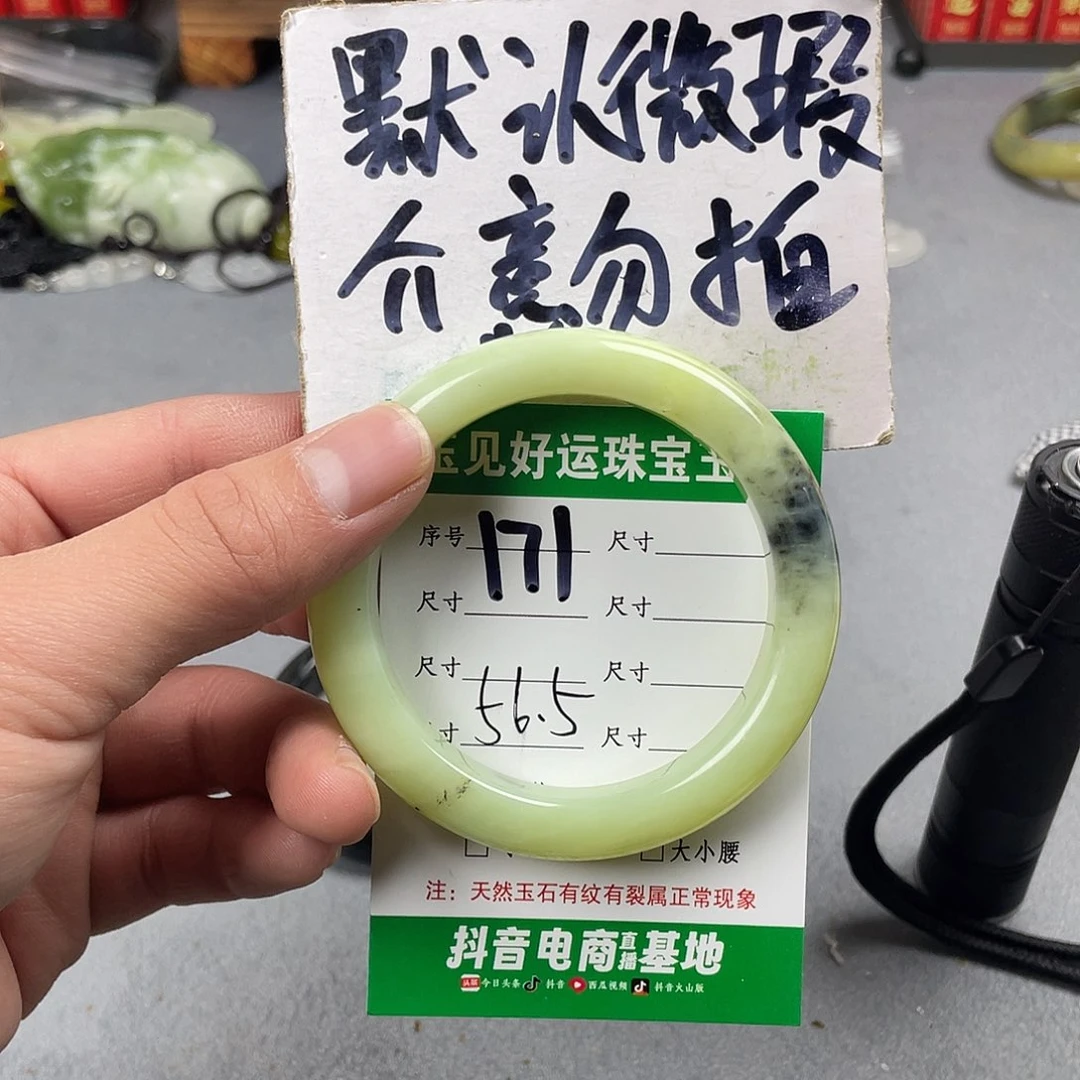 默认微瑕
介意勿拍
玉见好运珠宝玉
序号 171 尺寸
尺寸 尺寸
尺寸 56.5 尺寸
寸 尺寸
大小腰
注：天然玉石有纹有裂属正常现象
抖音电商直播基地
头条 今日头条 抖音 西瓜视频 抖音火山版